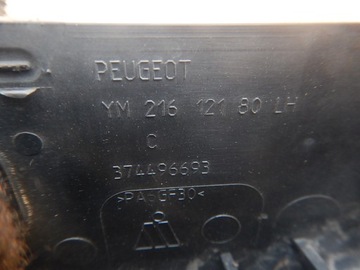 PEUGEOT
YM 216 121 80 LH
C
374496693
>PA6GF30<